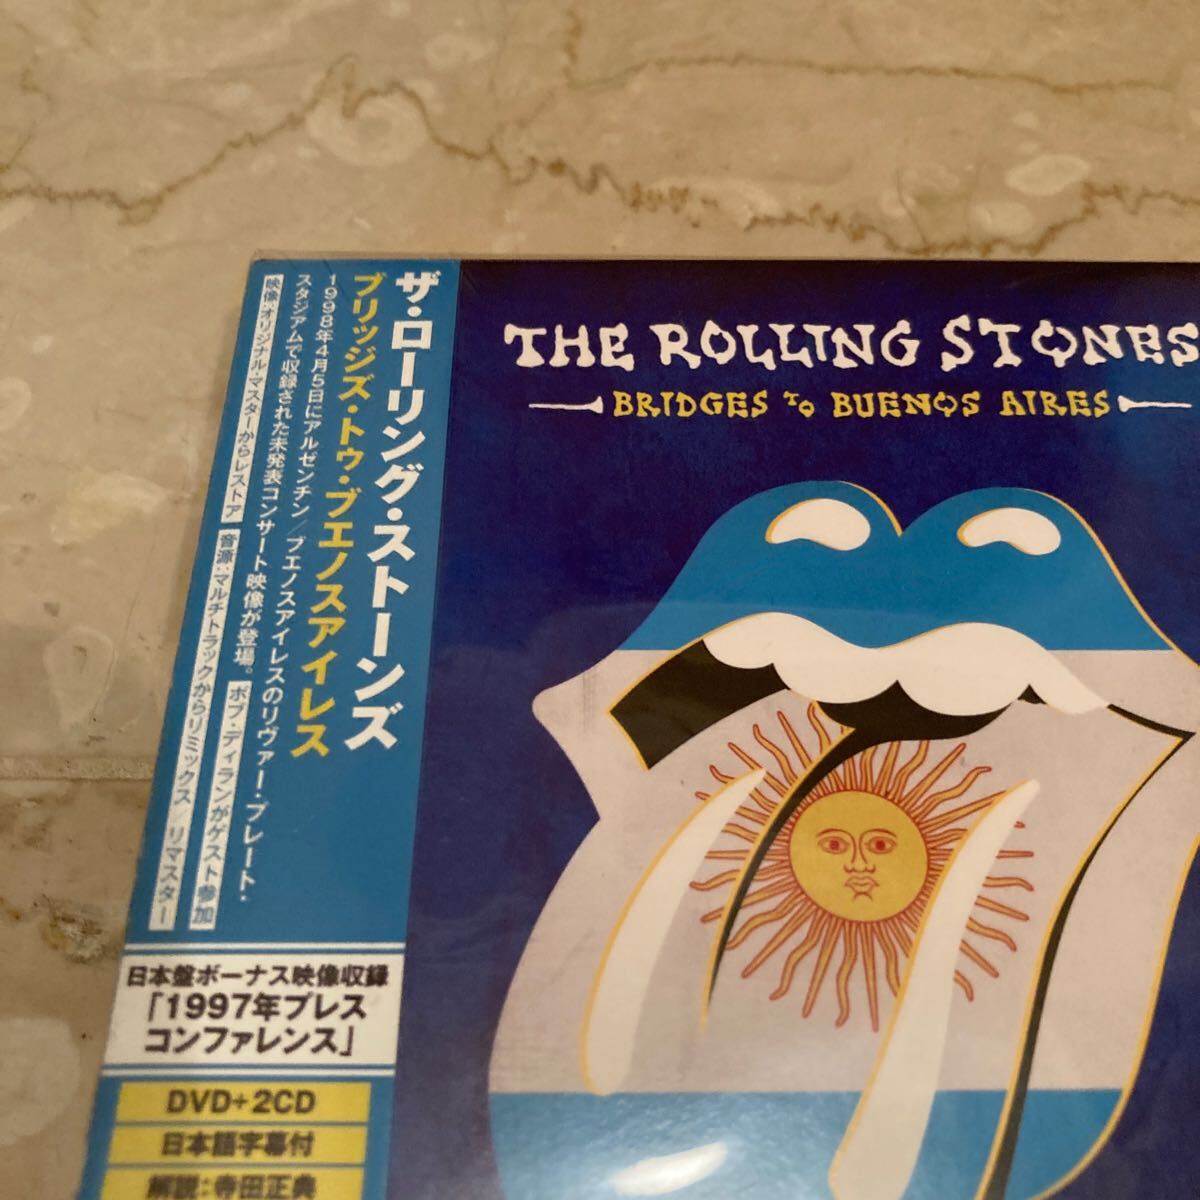 ザ・ローリング・ストーンズ
ブリッジズ・トゥ・ブエノスアイレス
1998年4月5日にアルゼンチン/ブエノスアイレスのリヴァー・プレート・
スタジアムで収録された未発表コンサート映像が登場。 ボブ・ディランがゲスト参加
映像:オリジナル・マスターからレストア 音源:マルチトラックからリミックス/リマスター
日本盤ボーナス映像収録
「1997年プレス
コンファレンス」
DVD+2CD
日本語字幕付
解説:寺田正典
THE ROLLING STONES
BRIDGES TO BUENOS AIRES